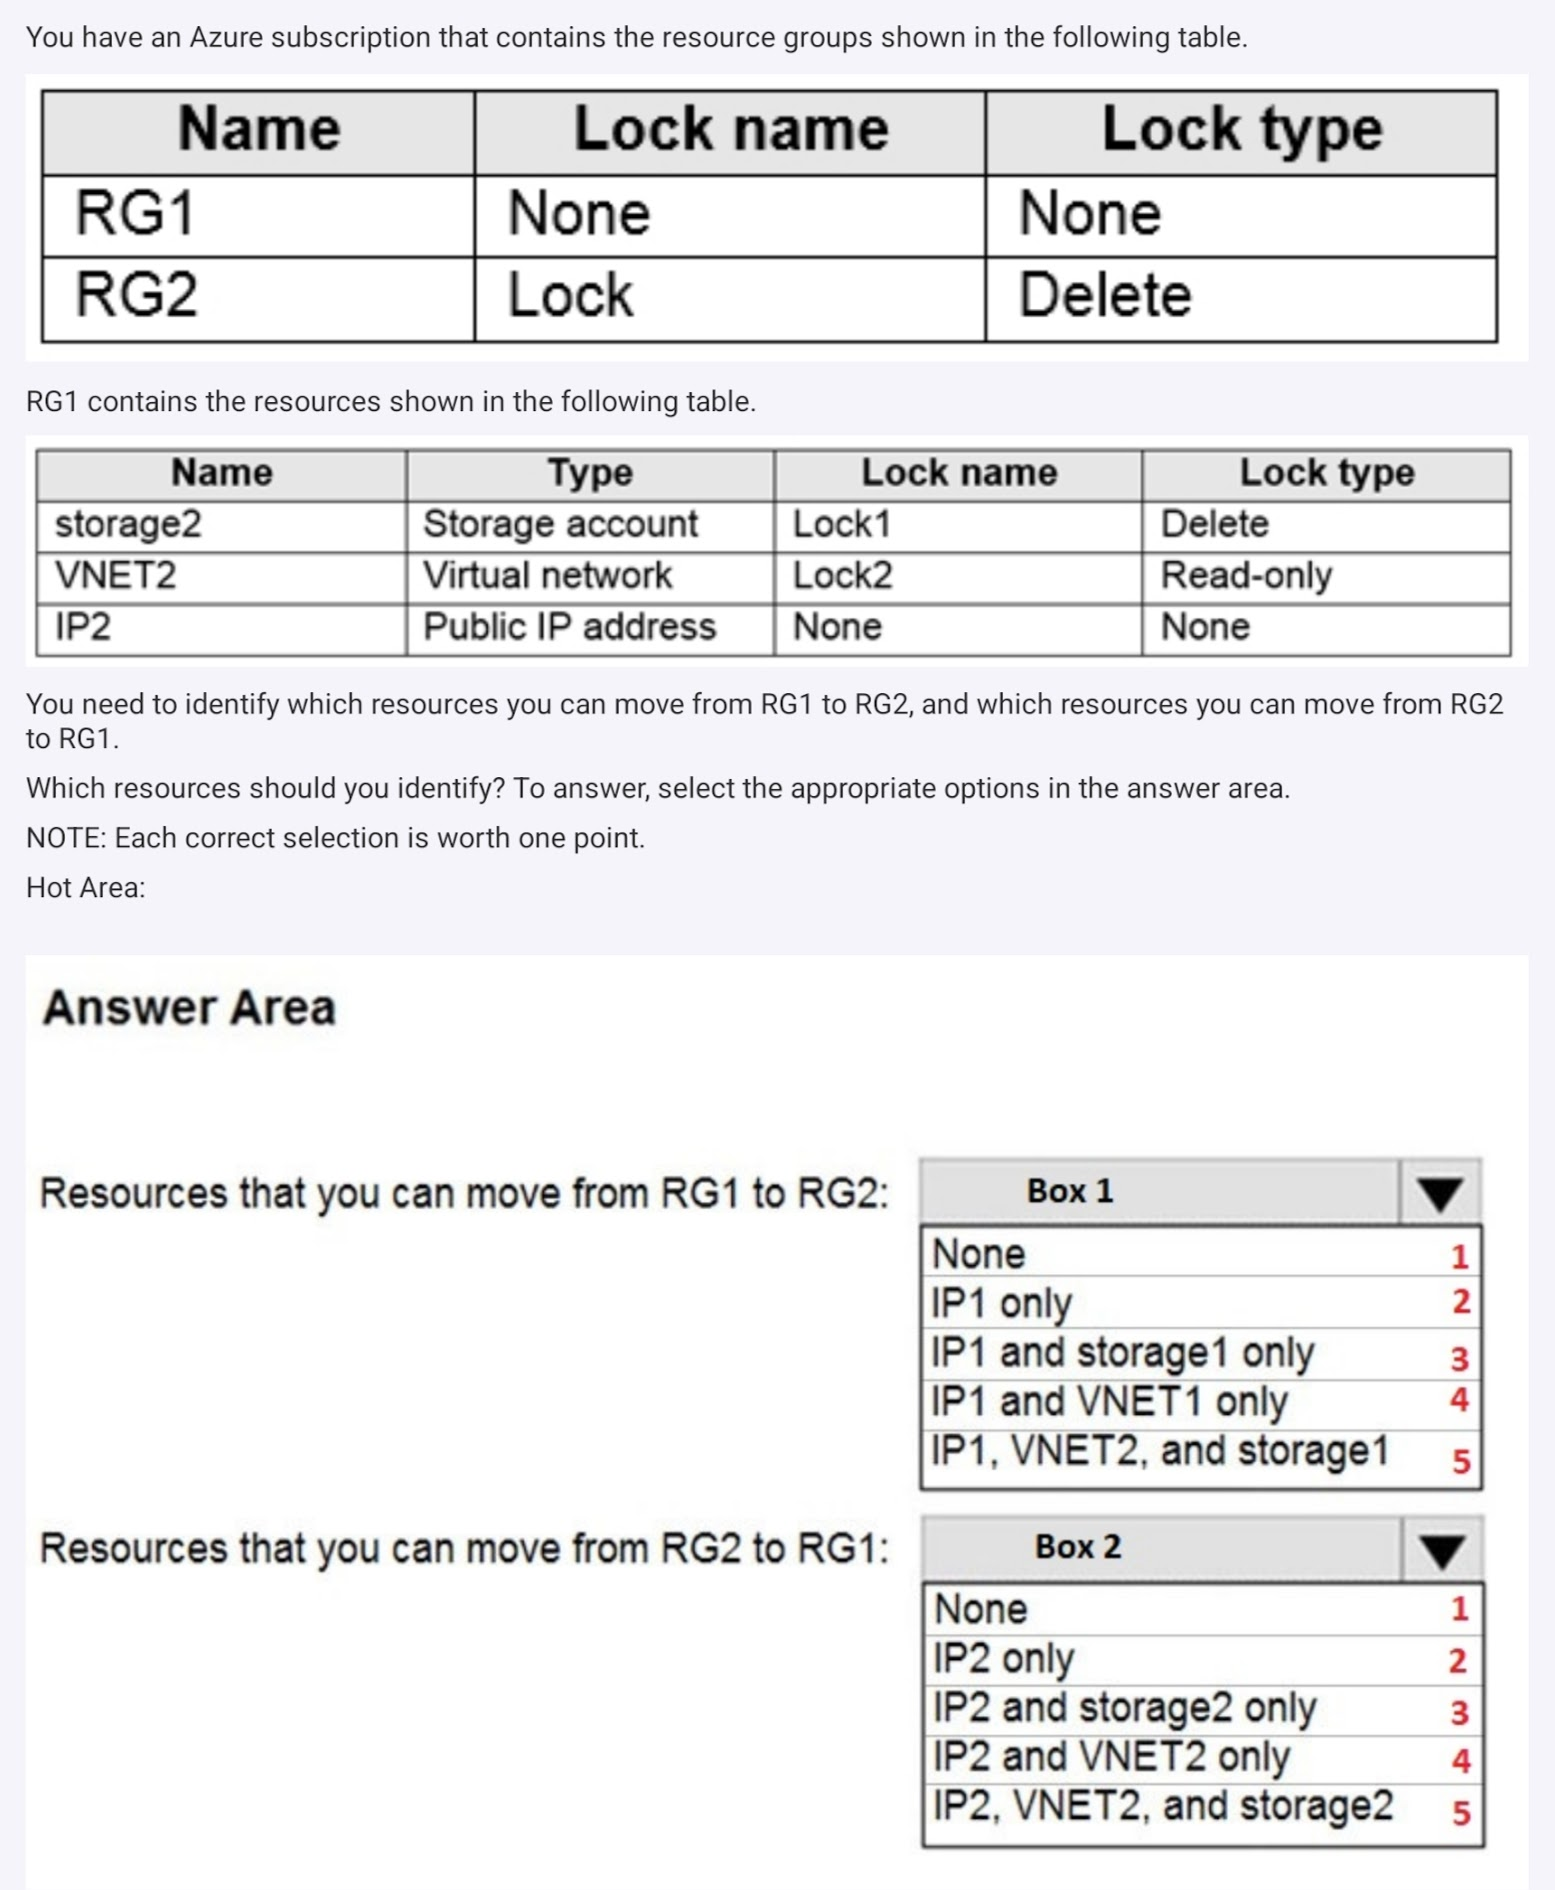 You have an Azure subscription that contains the resource groups shown in the following table.
Name Lock name Lock type
RG1 None None
RG2 Lock Delete
RG1 contains the resources shown in the following table.
Name Type Lock name Lock type
storage2 Storage account Lock1 Delete
VNET2 Virtual network Lock2 Read-only
IP2 Public IP address None None
You need to identify which resources you can move from RG1 to RG2, and which resources you can move from RG2
to RG1.
Which resources should you identify? To answer, select the appropriate options in the answer area.
NOTE: Each correct selection is worth one point.
Hot Area:
Answer Area
Resources that you can move from RG1 to RG2: Box 1
None 1
IP1 only 2
IP1 and storage1 only 3
IP1 and VNET1 only 4
IP1, VNET2, and storage1 5
Resources that you can move from RG2 to RG1: Box 2
None 1
IP2 only 2
IP2 and storage2 only 3
IP2 and VNET2 only 4
IP2, VNET2, and storage2 5